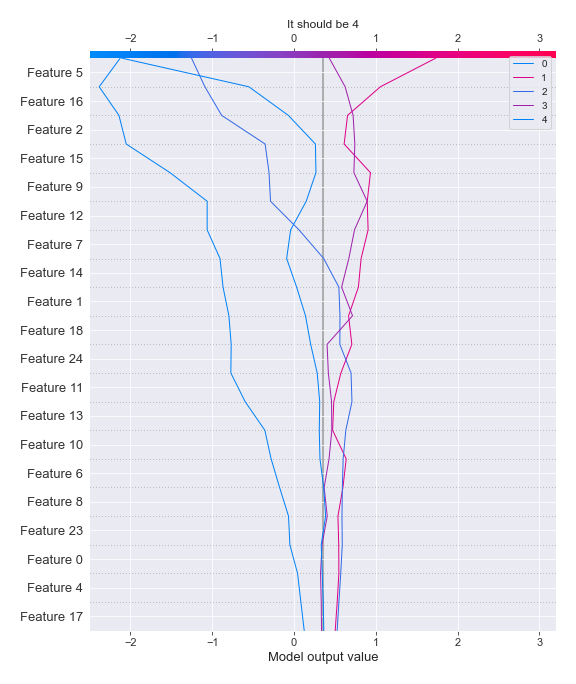 It should be 4
−2 −1 0 1 2 3
0
1
2
3
4
Feature 5
Feature 16
Feature 2
Feature 15
Feature 9
Feature 12
Feature 7
Feature 14
Feature 1
Feature 18
Feature 24
Feature 11
Feature 13
Feature 10
Feature 6
Feature 8
Feature 23
Feature 0
Feature 4
Feature 17
−2 −1 0 1 2 3
Model output value